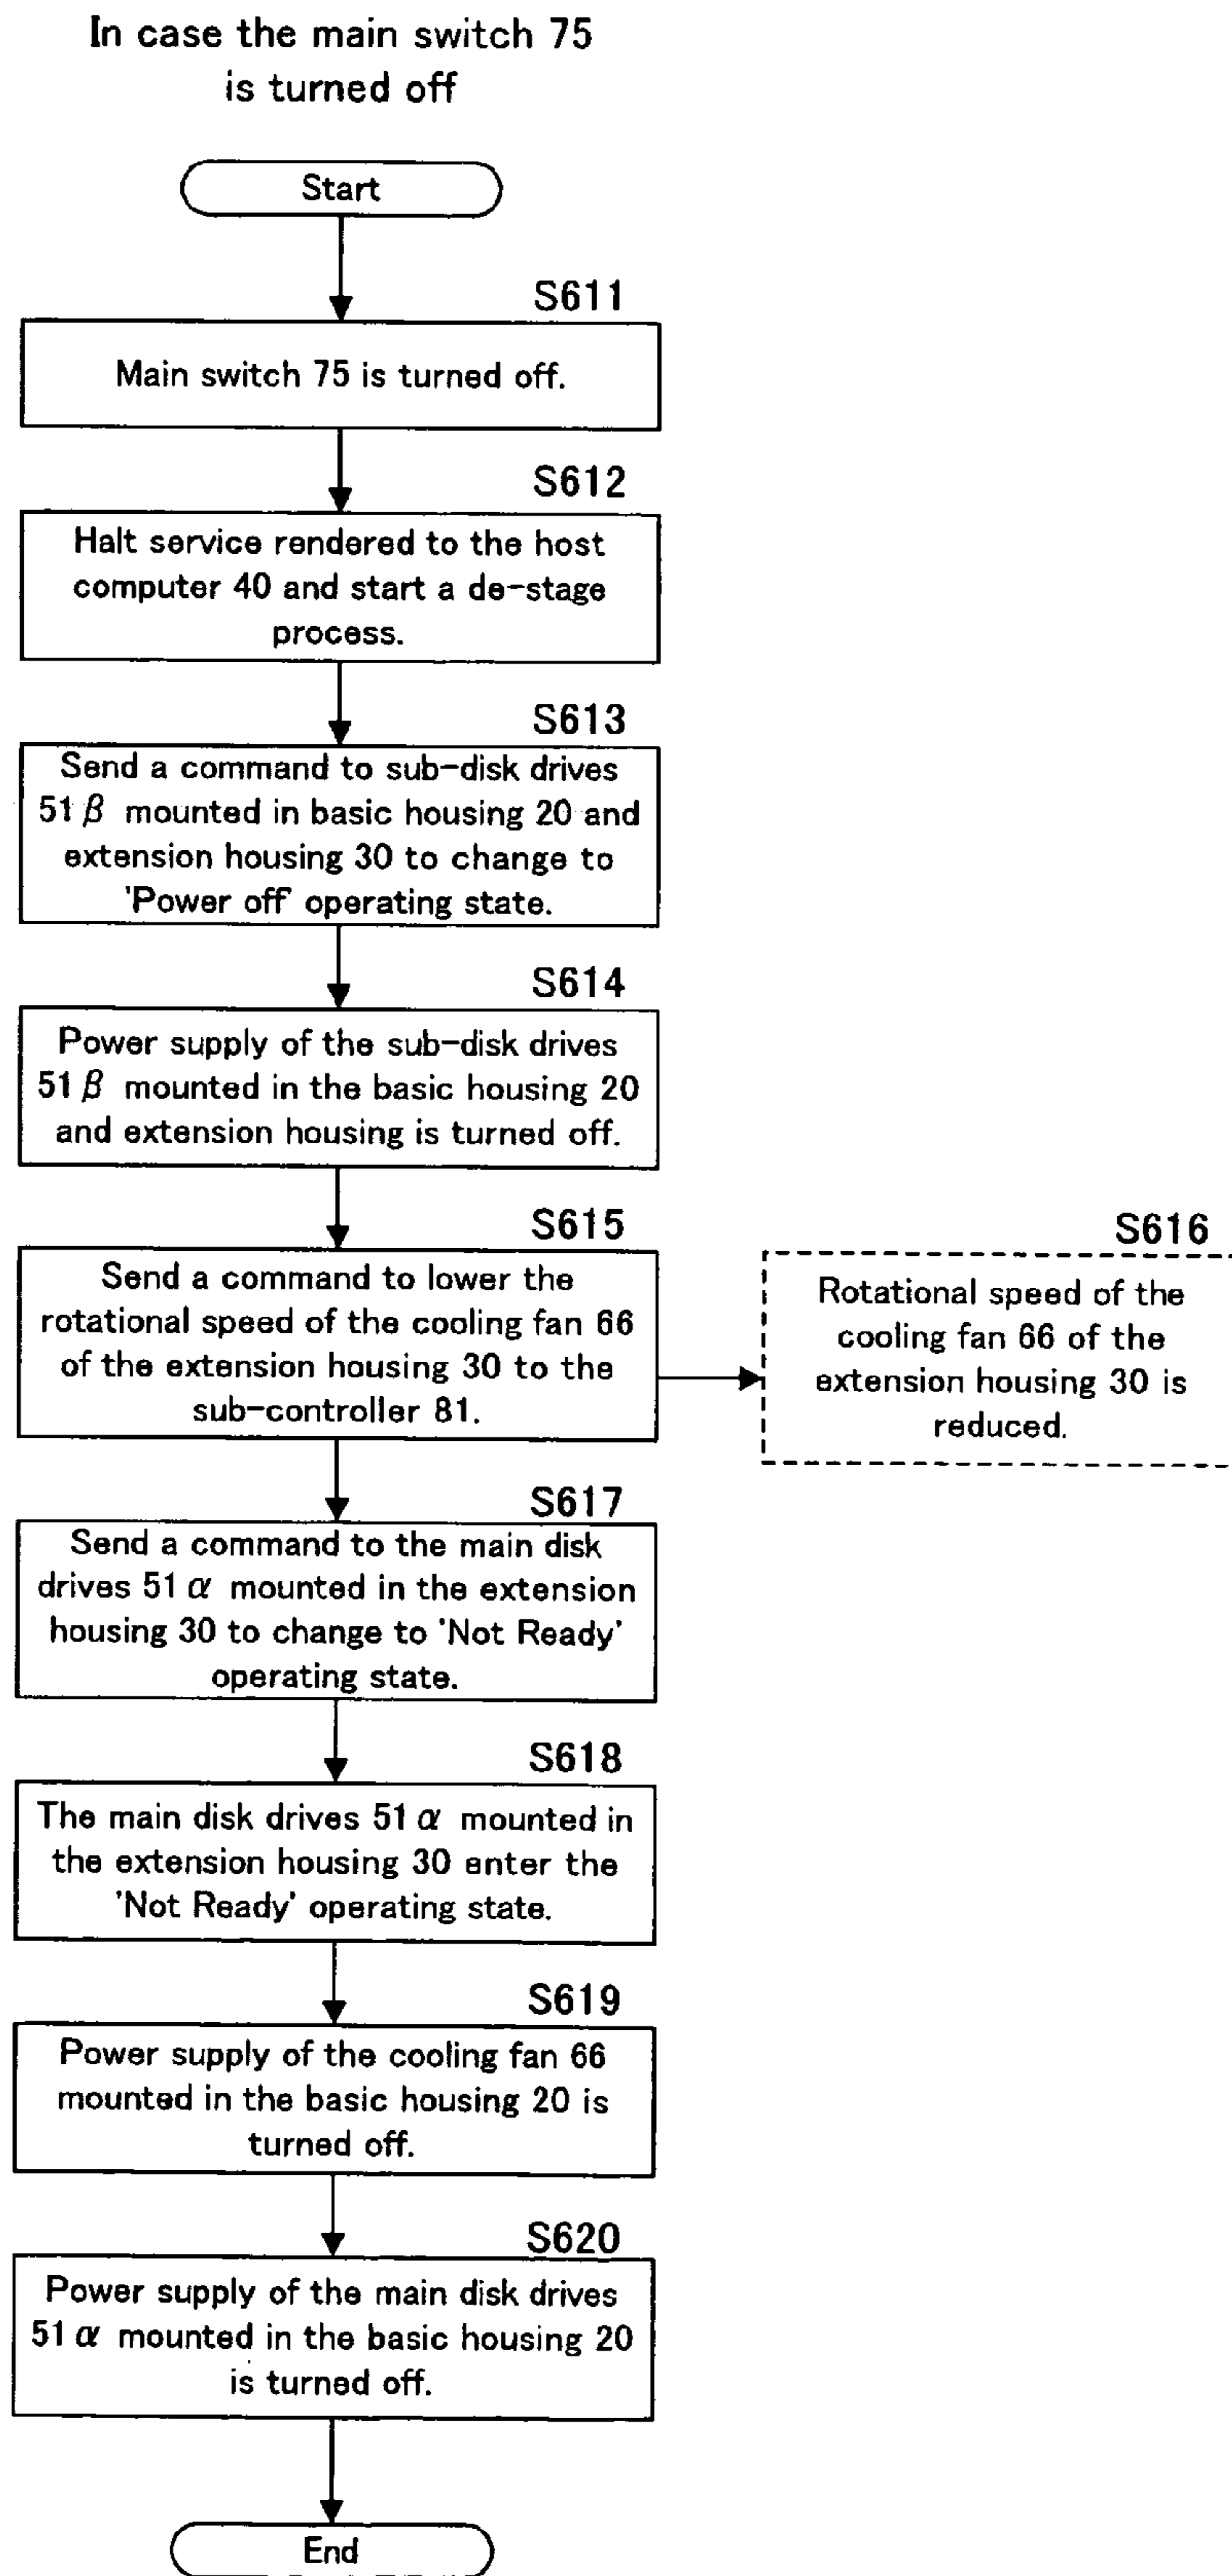 In case the main switch 75
is turned off
Start
S611
Main switch 75 is turned off.
S612
Halt service rendered to the host
computer 40 and start a de-stage
process.
S613
Send a command to sub-disk drives
51β mounted in basic housing 20 and
extension housing 30 to change to
'Power off' operating state.
S614
Power supply of the sub-disk drives
51β mounted in the basic housing 20
and extension housing is turned off.
S615
Send a command to lower the
rotational speed of the cooling fan 66
of the extension housing 30 to the
sub-controller 81.
S616
Rotational speed of the
cooling fan 66 of the
extension housing 30 is
reduced.
S617
Send a command to the main disk
drives 51α mounted in the extension
housing 30 to change to 'Not Ready'
operating state.
S618
The main disk drives 51α mounted in
the extension housing 30 enter the
'Not Ready' operating state.
S619
Power supply of the cooling fan 66
mounted in the basic housing 20 is
turned off.
S620
Power supply of the main disk drives
51α mounted in the basic housing 20
is turned off.
End